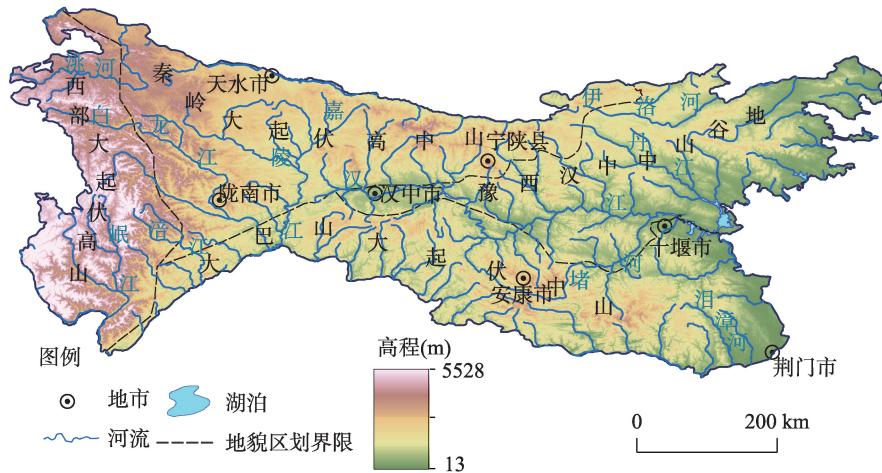 洮河
西部大起伏高山
秦岭大起伏高中山
天水市
白龙江
嘉陵江
伊洛河
丹江
豫西汉中中山谷地
宁陕县
汉江
汉中市
陇南市
岷江
涪江
大巴山大起伏中山
十堰市
堵河
安康市
沮漳河
荆门市
图例
地市
湖泊
河流
地貌区划界限
高程(m)
5528
13
0
200 km